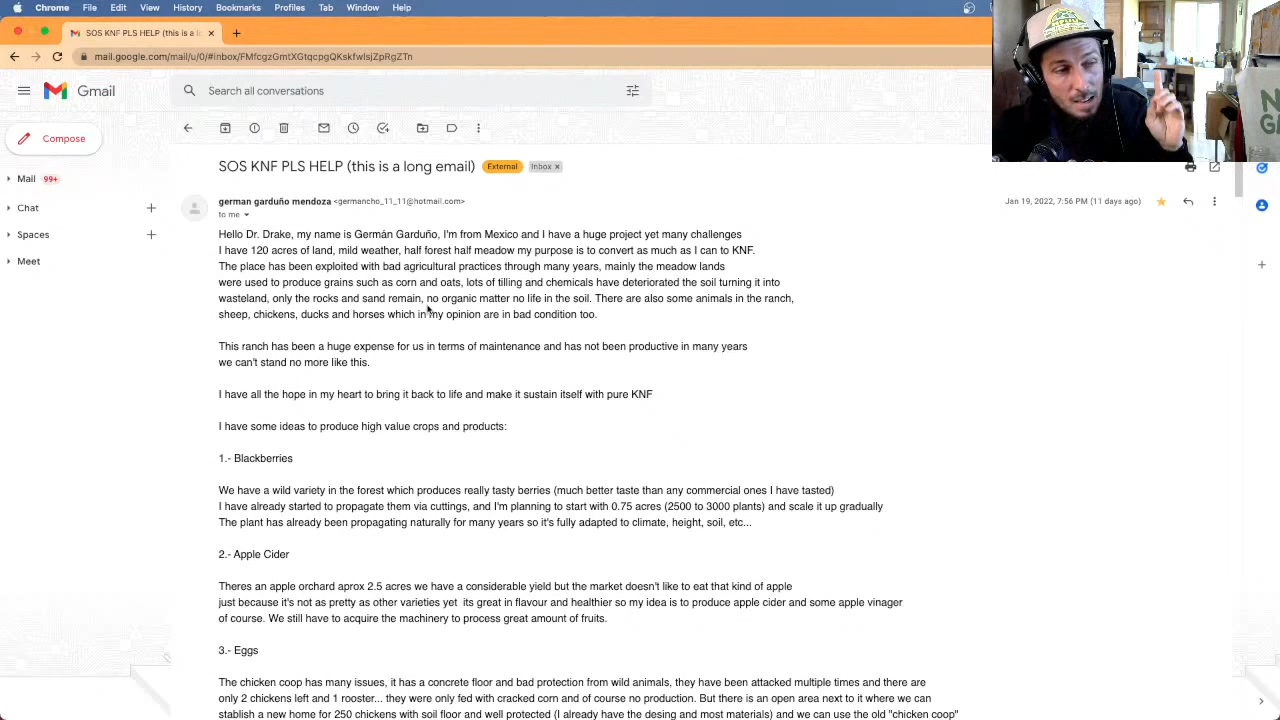 Chrome File Edit View History Bookmarks Profiles Tab Window Help
SOS KNF PLS HELP (this is a l
mail.google.com/mail/u/0/#inbox/FMfcgzGmtXGtqcpgQKskfwlsjZpRgZTn
Gmail
Search all conversations
Compose
Mail 99+
Chat
Spaces
Meet
SOS KNF PLS HELP (this is a long email) External Inbox x
german garduño mendoza <germancho_11_11@hotmail.com> Jan 19, 2022, 7:56 PM (11 days ago)
to me
Hello Dr. Drake, my name is Germán Garduño, I'm from Mexico and I have a huge project yet many challenges
I have 120 acres of land, mild weather, half forest half meadow my purpose is to convert as much as I can to KNF.
The place has been exploited with bad agricultural practices through many years, mainly the meadow lands
were used to produce grains such as corn and oats, lots of tilling and chemicals have deteriorated the soil turning it into
wasteland, only the rocks and sand remain, no organic matter no life in the soil. There are also some animals in the ranch,
sheep, chickens, ducks and horses which in my opinion are in bad condition too.
This ranch has been a huge expense for us in terms of maintenance and has not been productive in many years
we can't stand no more like this.
I have all the hope in my heart to bring it back to life and make it sustain itself with pure KNF
I have some ideas to produce high value crops and products:
1.- Blackberries
We have a wild variety in the forest which produces really tasty berries (much better taste than any commercial ones I have tasted)
I have already started to propagate them via cuttings, and I'm planning to start with 0.75 acres (2500 to 3000 plants) and scale it up gradually
The plant has already been propagating naturally for many years so it's fully adapted to climate, height, soil, etc...
2.- Apple Cider
Theres an apple orchard aprox 2.5 acres we have a considerable yield but the market doesn't like to eat that kind of apple
just because it's not as pretty as other varieties yet its great in flavour and healthier so my idea is to produce apple cider and some apple vinager
of course. We still have to acquire the machinery to process great amount of fruits.
3.- Eggs
The chicken coop has many issues, it has a concrete floor and bad protection from wild animals, they have been attacked multiple times and there are
only 2 chickens left and 1 rooster... they were only fed with cracked corn and of course no production. But there is an open area next to it where we can
stablish a new home for 250 chickens with soil floor and well protected (I already have the desing and most materials) and we can use the old "chicken coop"